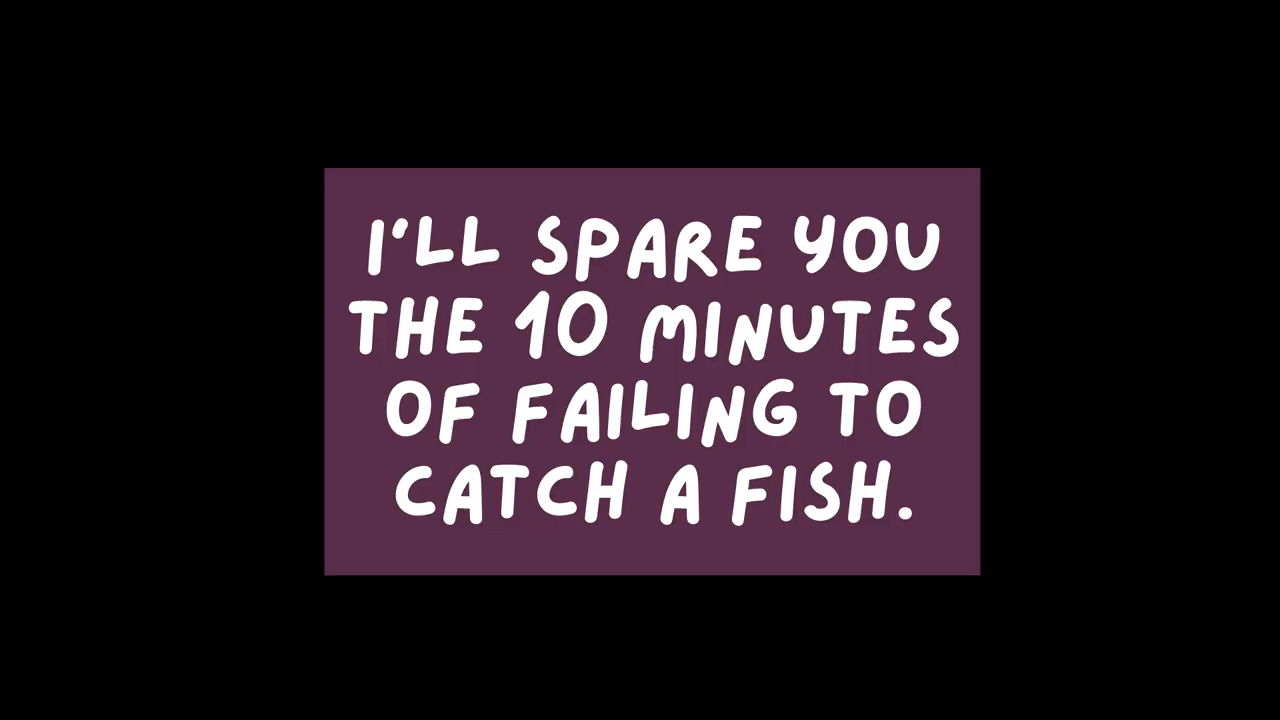 I'LL SPARE YOU
THE 10 MINUTES
OF FAILING TO
CATCH A FISH.